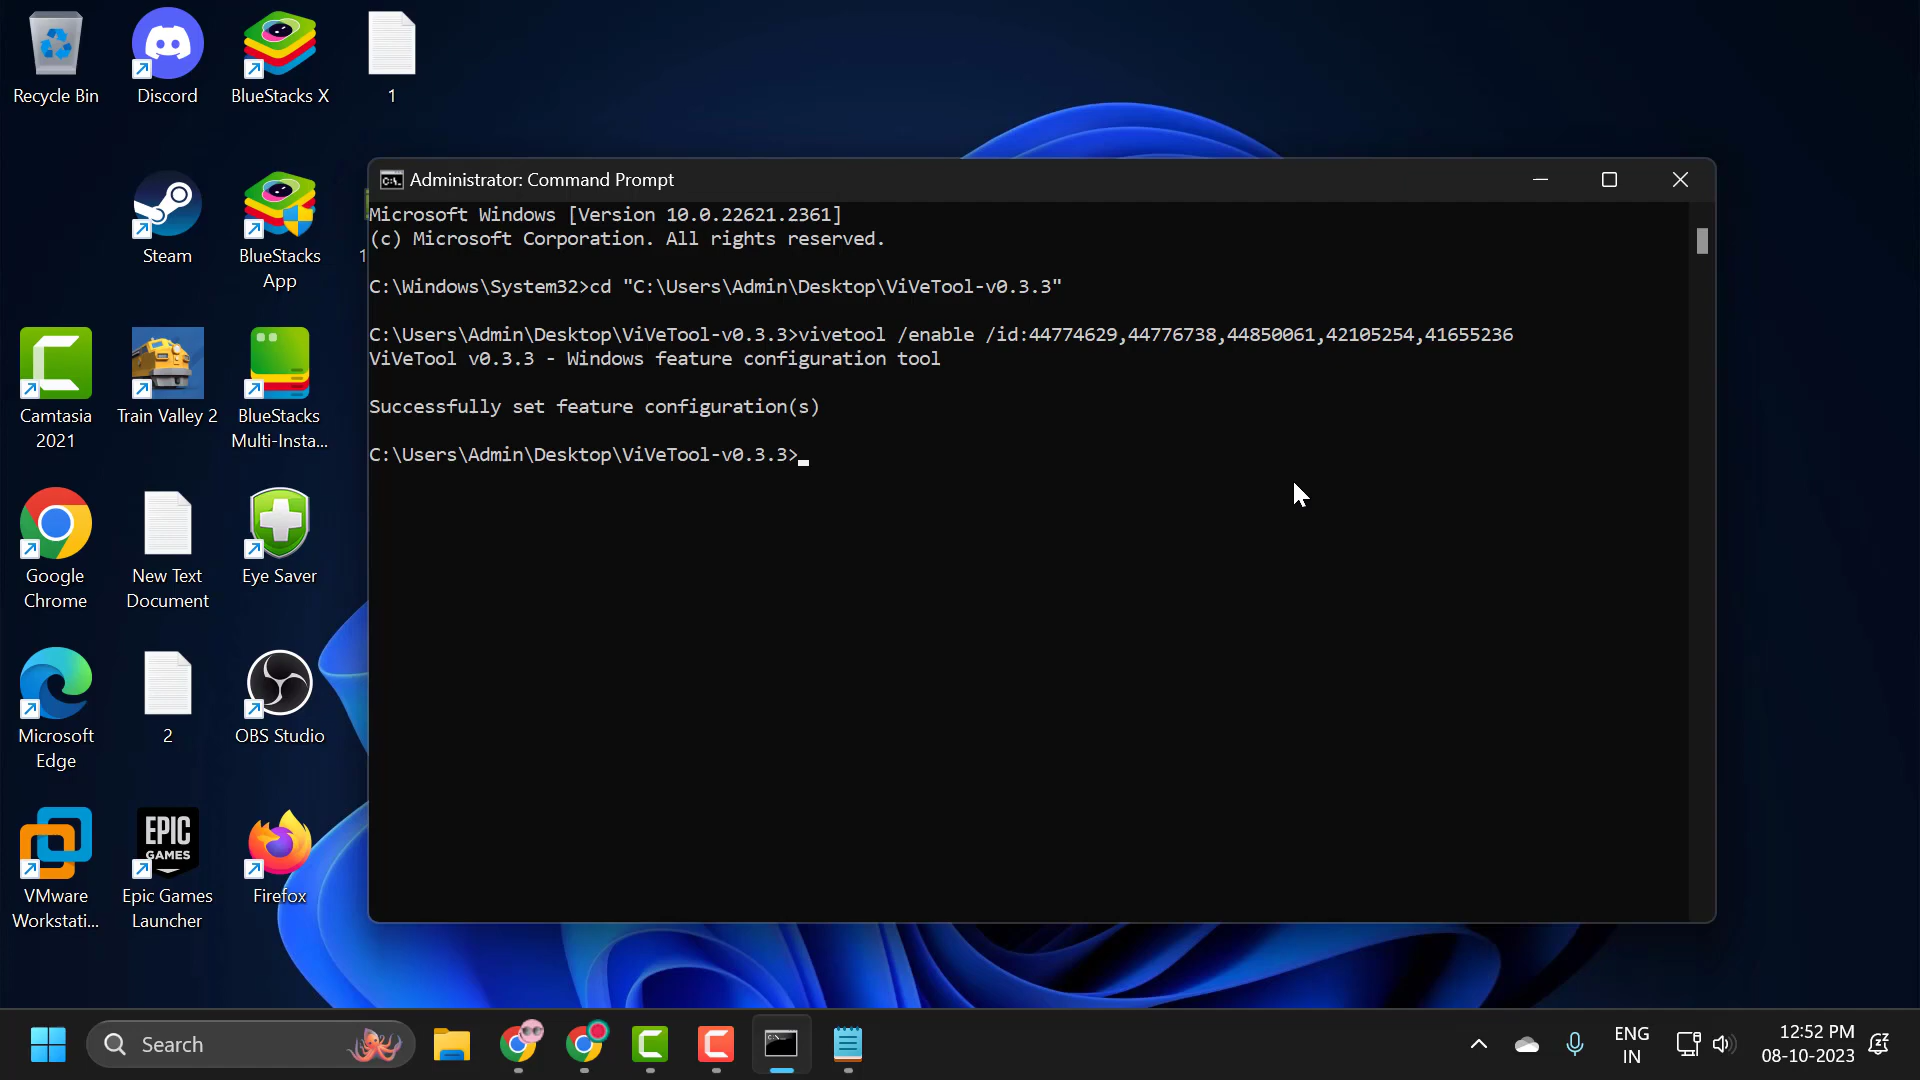 Recycle Bin
Discord
BlueStacks X
1
Steam
BlueStacks
App
1
Camtasia
2021
Train Valley 2
BlueStacks
Multi-Insta...
Google
Chrome
New Text
Document
Eye Saver
Microsoft
Edge
2
OBS Studio
VMware
Workstati...
EPIC
GAMES
Epic Games
Launcher
Firefox
C:\.
Administrator: Command Prompt
Microsoft Windows [Version 10.0.22621.2361]
(c) Microsoft Corporation. All rights reserved.
C:\Windows\System32>cd "C:\Users\Admin\Desktop\ViVeTool-v0.3.3"
C:\Users\Admin\Desktop\ViVeTool-v0.3.3>vivetool /enable /id:44774629,44776738,44850061,42105254,41655236
ViVeTool v0.3.3 - Windows feature configuration tool
Successfully set feature configuration(s)
C:\Users\Admin\Desktop\ViVeTool-v0.3.3>
Search
ENG
IN
12:52 PM
08-10-2023